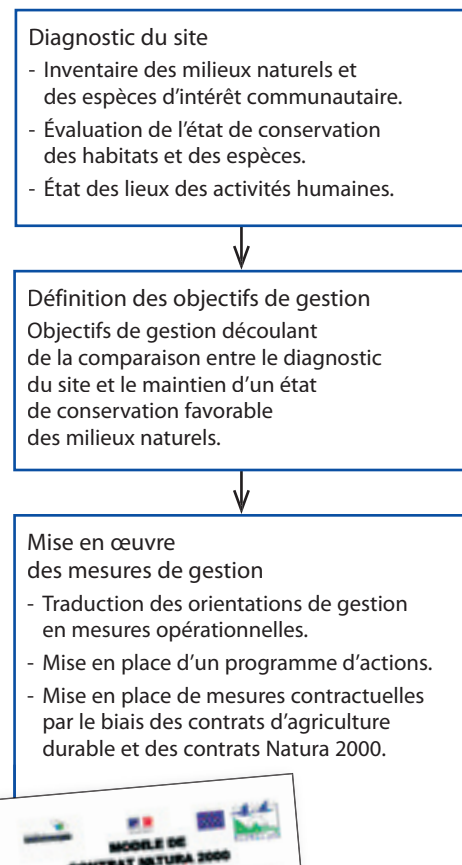 Diagnostic du site
- Inventaire des milieux naturels et
des espèces d’intérêt communautaire.
- Évaluation de l’état de conservation
des habitats et des espèces.
- État des lieux des activités humaines.
Définition des objectifs de gestion
Objectifs de gestion découlant
de la comparaison entre le diagnostic
du site et le maintien d’un état
de conservation favorable
des milieux naturels.
Mise en œuvre
des mesures de gestion
- Traduction des orientations de gestion
en mesures opérationnelles.
- Mise en place d’un programme d’actions.
- Mise en place de mesures contractuelles
par le biais des contrats d’agriculture
durable et des contrats Natura 2000.
MODELE DE
CONTRAT NATURA 2000